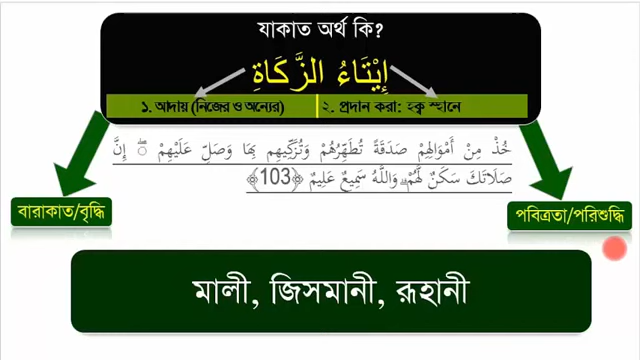 যাকাত অর্থ কি?
إِيْتَاءُ الزَّكَاةِ
১. আদায় (নিজের ও অন্যের) ২. প্রদান করা: হক্ব স্থানে
خُذْ مِنْ أَمْوَالِهِمْ صَدَقَةً تُطَهِّرُهُمْ وَتُزَكِّيهِم بِهَا وَصَلِّ عَلَيْهِمْ ۖ إِنَّ
صَلَاتَكَ سَكَنٌ لَّهُمْ ۗ وَاللَّهُ سَمِيعٌ عَلِيمٌ ﴿103﴾
বারাকাত/বৃদ্ধি
পবিত্রতা/পরিশুদ্ধি
মালী, জিসমানী, রূহানী